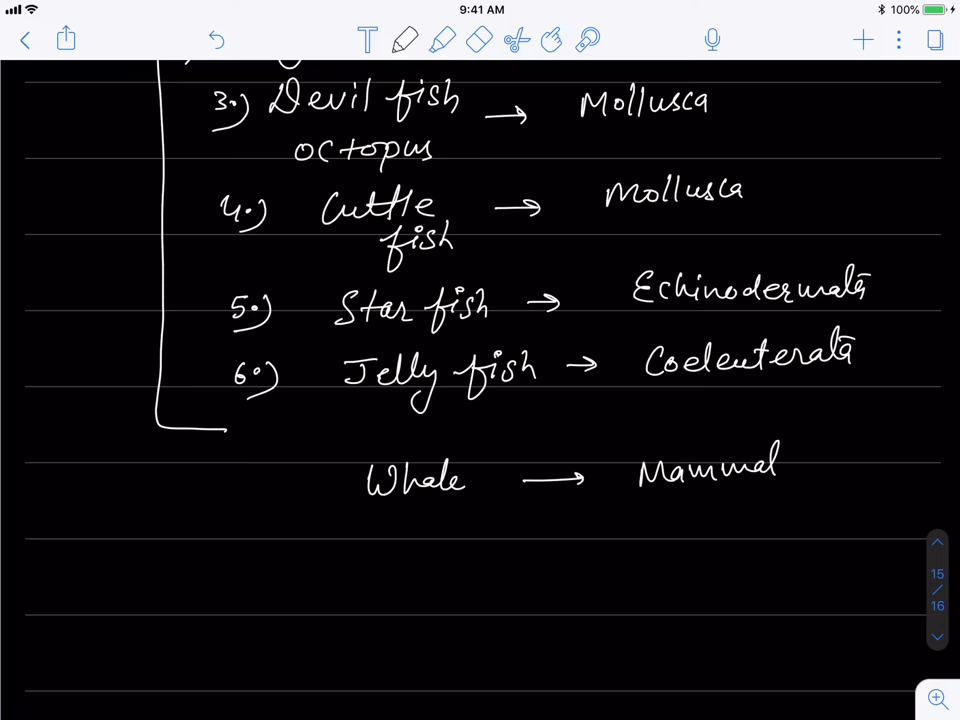 9:41 AM
100%
T
3.) Devil fish → Mollusca
octopus
4.) Cuttle → Mollusca
fish
5.) Star fish → Echinodermata
6.) Jelly fish → Coelenterata
Whale → Mammal
15
/
16